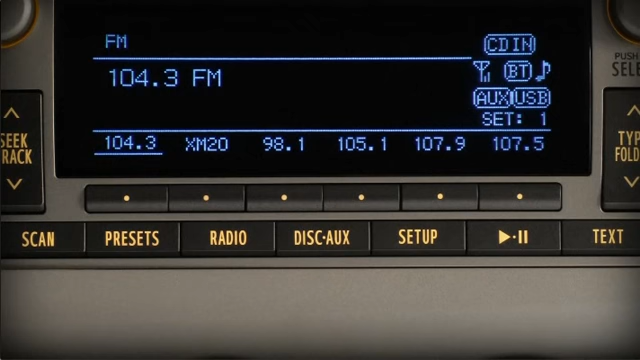 FM
CD IN
104.3 FM
BT
AUX USB
SET: 1
104.3 XM20 98.1 105.1 107.9 107.5
SEEK
TRACK
PUSH
SELE
TYP
FOLD
SCAN PRESETS RADIO DISC·AUX SETUP ▶·II TEXT